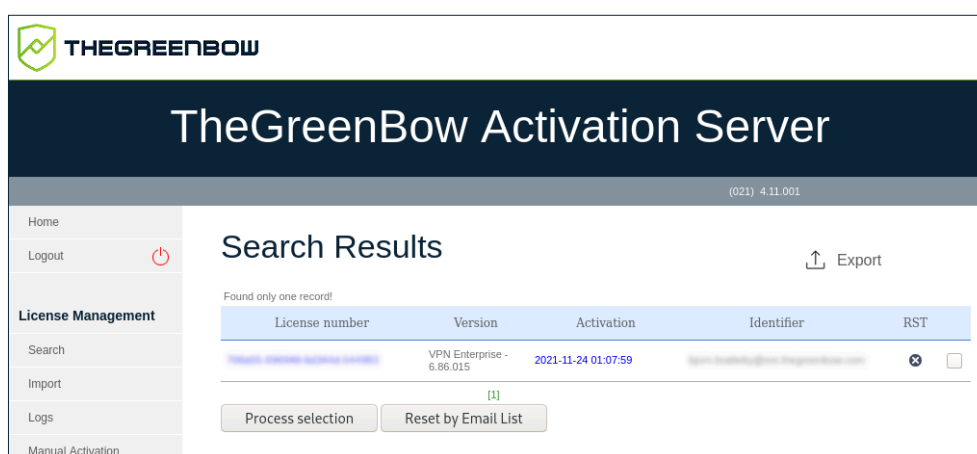 THEGREENBOW
TheGreenBow Activation Server
(021) 4.11.001
Home
Logout
License Management
Search
Import
Logs
Manual Activation
Search Results
Export
Found only one record!
License number Version Activation Identifier RST
VPN Enterprise -
6.86.015
2021-11-24 01:07:59
[1]
Process selection Reset by Email List